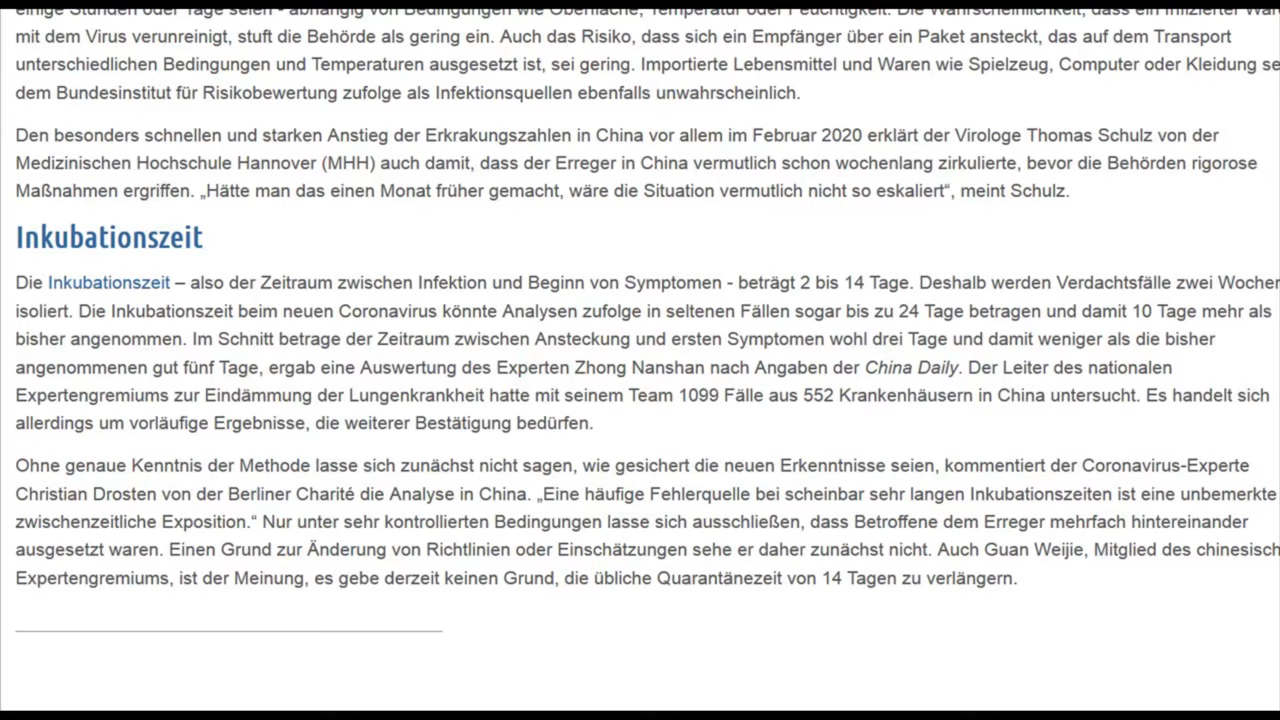 einige Stunden oder Tage seien - abhängig von Bedingungen wie Oberfläche, Temperatur oder Feuchtigkeit. Die Wahrscheinlichkeit, dass ein Infizierter
mit dem Virus verunreinigt, stuft die Behörde als gering ein. Auch das Risiko, dass sich ein Empfänger über ein Paket ansteckt, das auf dem Transport
unterschiedlichen Bedingungen und Temperaturen ausgesetzt ist, sei gering. Importierte Lebensmittel und Waren wie Spielzeug, Computer oder Kleidung se
dem Bundesinstitut für Risikobewertung zufolge als Infektionsquellen ebenfalls unwahrscheinlich.
Den besonders schnellen und starken Anstieg der Erkrakungszahlen in China vor allem im Februar 2020 erklärt der Virologe Thomas Schulz von der
Medizinischen Hochschule Hannover (MHH) auch damit, dass der Erreger in China vermutlich schon wochenlang zirkulierte, bevor die Behörden rigorose
Maßnahmen ergriffen. „Hätte man das einen Monat früher gemacht, wäre die Situation vermutlich nicht so eskaliert“, meint Schulz.
Inkubationszeit
Die Inkubationszeit – also der Zeitraum zwischen Infektion und Beginn von Symptomen - beträgt 2 bis 14 Tage. Deshalb werden Verdachtsfälle zwei Wochen
isoliert. Die Inkubationszeit beim neuen Coronavirus könnte Analysen zufolge in seltenen Fällen sogar bis zu 24 Tage betragen und damit 10 Tage mehr als
bisher angenommen. Im Schnitt betrage der Zeitraum zwischen Ansteckung und ersten Symptomen wohl drei Tage und damit weniger als die bisher
angenommenen gut fünf Tage, ergab eine Auswertung des Experten Zhong Nanshan nach Angaben der China Daily. Der Leiter des nationalen
Expertengremiums zur Eindämmung der Lungenkrankheit hatte mit seinem Team 1099 Fälle aus 552 Krankenhäusern in China untersucht. Es handelt sich
allerdings um vorläufige Ergebnisse, die weiterer Bestätigung bedürfen.
Ohne genaue Kenntnis der Methode lasse sich zunächst nicht sagen, wie gesichert die neuen Erkenntnisse seien, kommentiert der Coronavirus-Experte
Christian Drosten von der Berliner Charité die Analyse in China. „Eine häufige Fehlerquelle bei scheinbar sehr langen Inkubationszeiten ist eine unbemerkte
zwischenzeitliche Exposition.“ Nur unter sehr kontrollierten Bedingungen lasse sich ausschließen, dass Betroffene dem Erreger mehrfach hintereinander
ausgesetzt waren. Einen Grund zur Änderung von Richtlinien oder Einschätzungen sehe er daher zunächst nicht. Auch Guan Weijie, Mitglied des chinesisch
Expertengremiums, ist der Meinung, es gebe derzeit keinen Grund, die übliche Quarantänezeit von 14 Tagen zu verlängern.